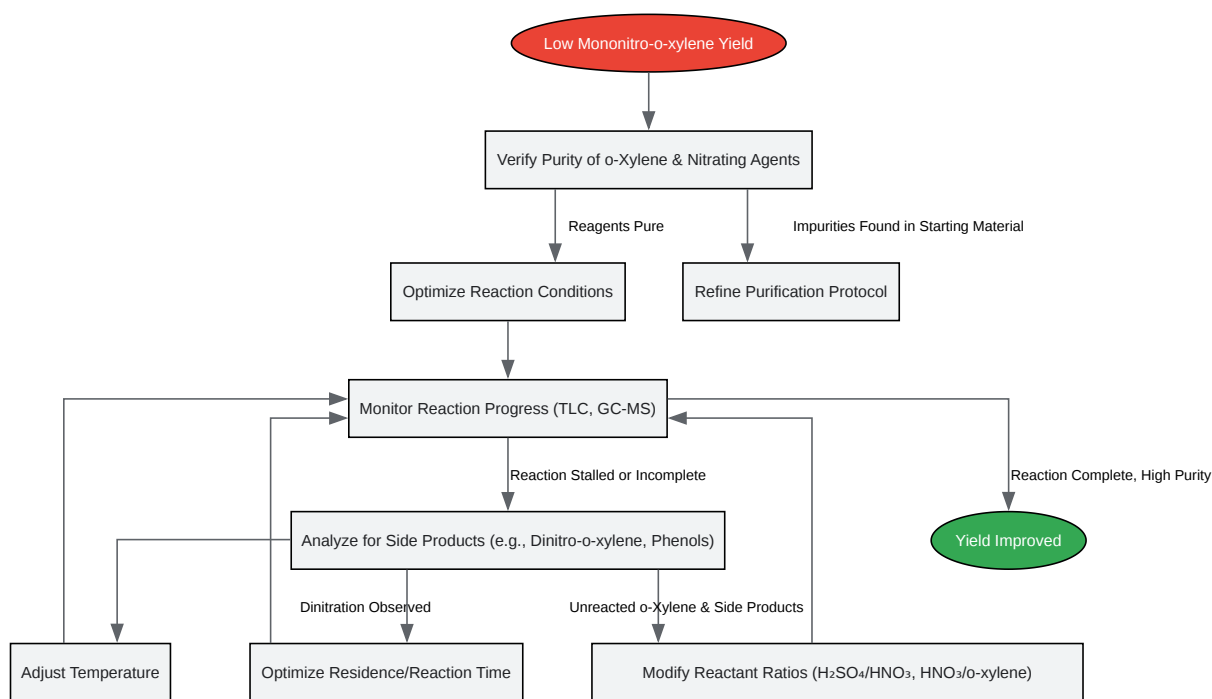 Low Mononitro-o-xylene Yield
Verify Purity of o-Xylene & Nitrating Agents
Reagents Pure
Impurities Found in Starting Material
Optimize Reaction Conditions
Refine Purification Protocol
Monitor Reaction Progress (TLC, GC-MS)
Reaction Stalled or Incomplete
Reaction Complete, High Purity
Analyze for Side Products (e.g., Dinitro-o-xylene, Phenols)
Yield Improved
Dinitration Observed
Unreacted o-Xylene & Side Products
Adjust Temperature
Optimize Residence/Reaction Time
Modify Reactant Ratios (H₂SO₄/HNO₃, HNO₃/o-xylene)